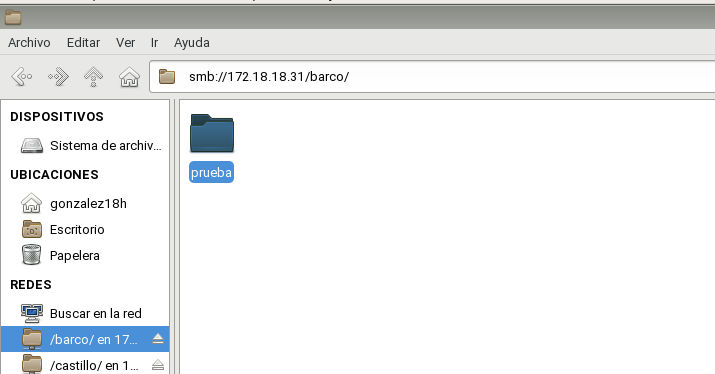 Archivo Editar Ver Ir Ayuda
smb://172.18.18.31/barco/
DISPOSITIVOS
Sistema de archiv...
UBICACIONES
gonzalez18h
Escritorio
Papelera
REDES
Buscar en la red
/barco/ en 17...
/castillo/ en 1...
prueba